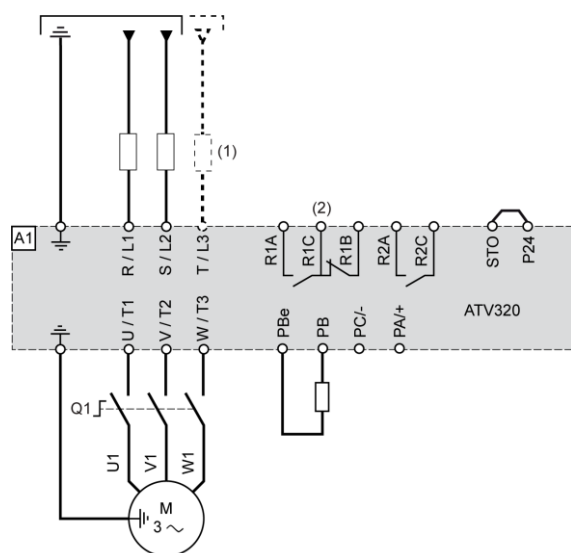 (1)
(2)
A1
R / L1
S / L2
T / L3
R1A
R1C
R1B
R2A
R2C
STO
P24
U / T1
V / T2
W / T3
PBe
PB
PC/-
PA/+
ATV320
Q1
U1
V1
W1
M
3 ~